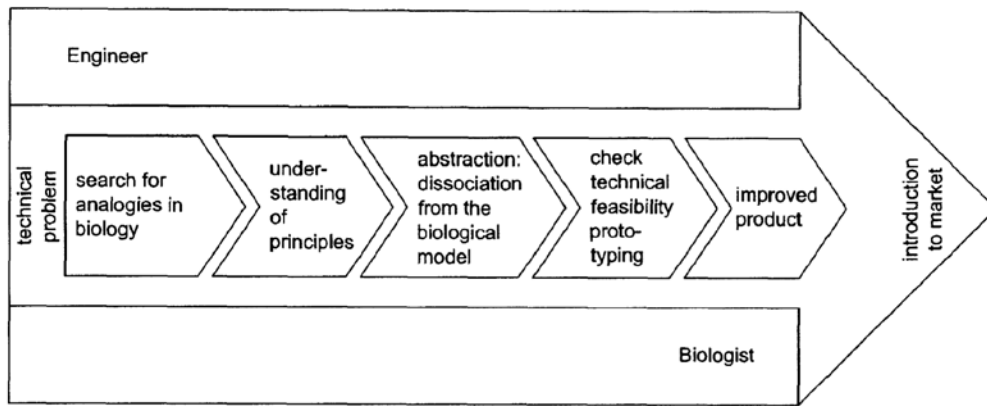 Engineer
technical
problem
search for
analogies in
biology
under-
standing
of
principles
abstraction:
dissociation
from the
biological
model
check
technical
feasibility
proto-
typing
improved
product
introduction
to market
Biologist